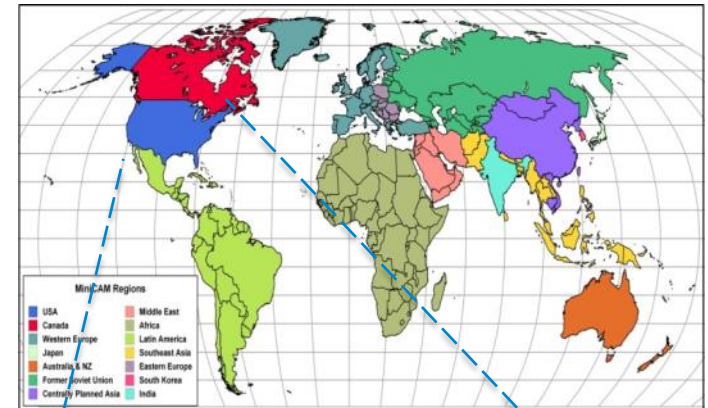 MiniCAM Regions
USA
Canada
Western Europe
Japan
Australia & NZ
Former Soviet Union
Centrally Planned Asia
Middle East
Africa
Latin America
Southeast Asia
Eastern Europe
South Korea
India